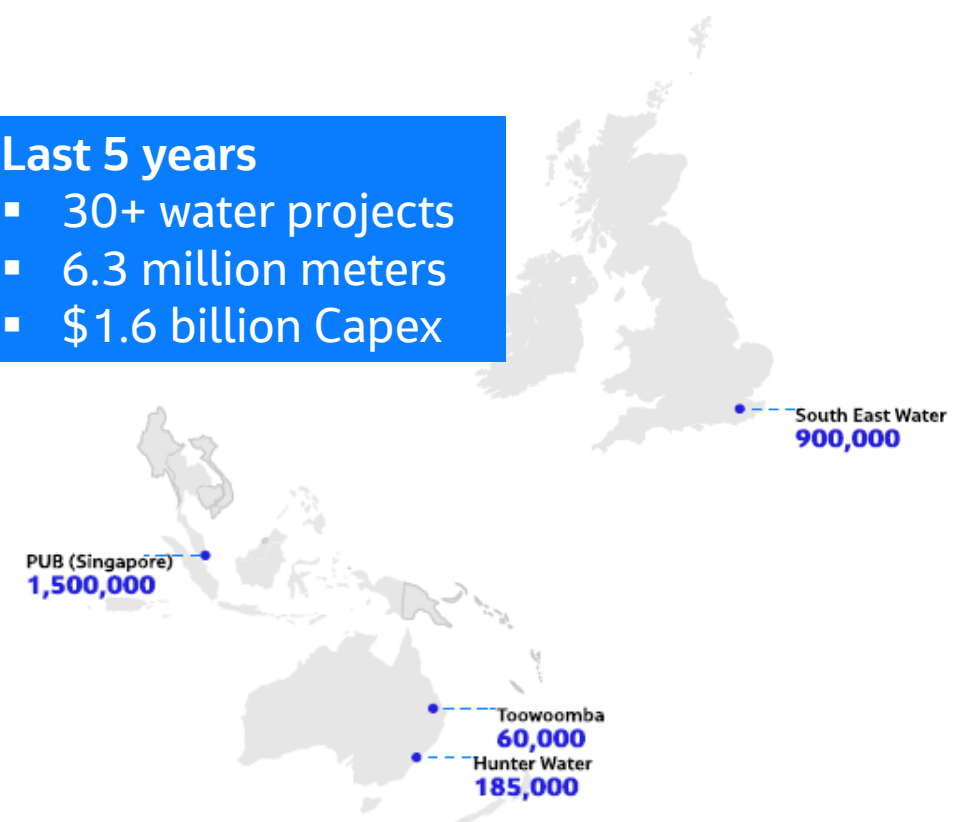 Last 5 years
▪ 30+ water projects
▪ 6.3 million meters
▪ $1.6 billion Capex
South East Water
900,000
PUB (Singapore)
1,500,000
Toowoomba
60,000
Hunter Water
185,000